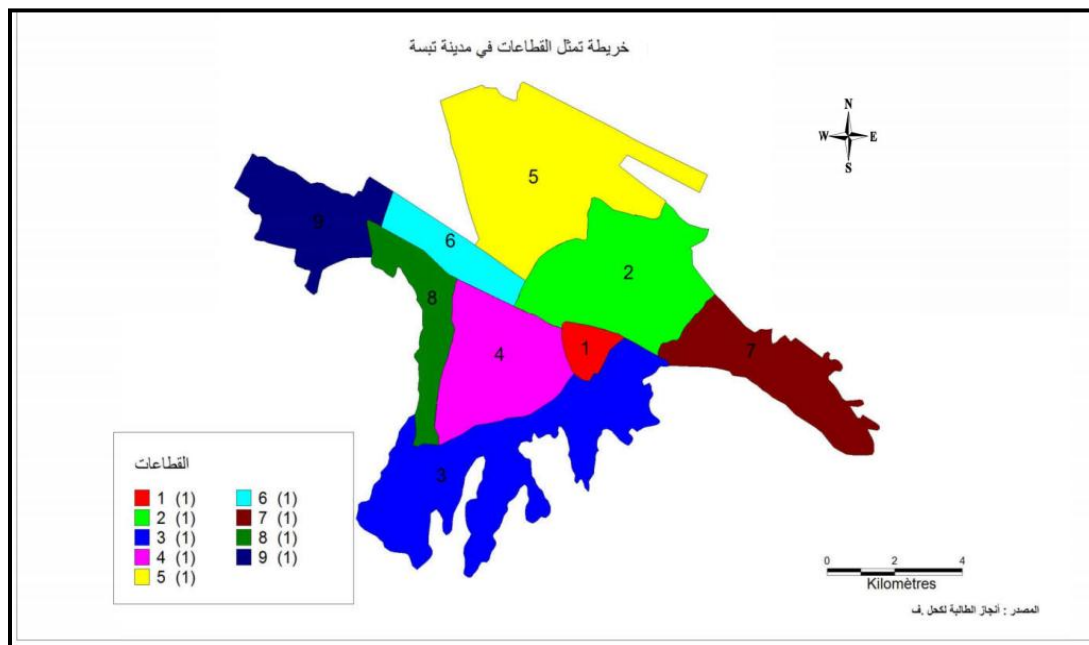 خريطة تمثل القطاعات في مدينة تبسة
N
W E
S
5
9
6
2
8
4
1
7
3
القطاعات
1 (1)
2 (1)
3 (1)
4 (1)
5 (1)
6 (1)
7 (1)
8 (1)
9 (1)
0 2 4
Kilomètres
المصدر : أنجاز الطالبة لكحل .ف